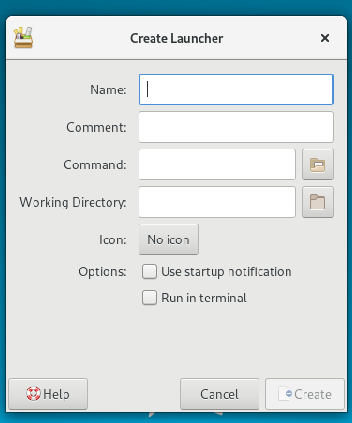 Create Launcher
Name:
Comment:
Command:
Working Directory:
Icon: No icon
Options: Use startup notification
Run in terminal
Help Cancel Create